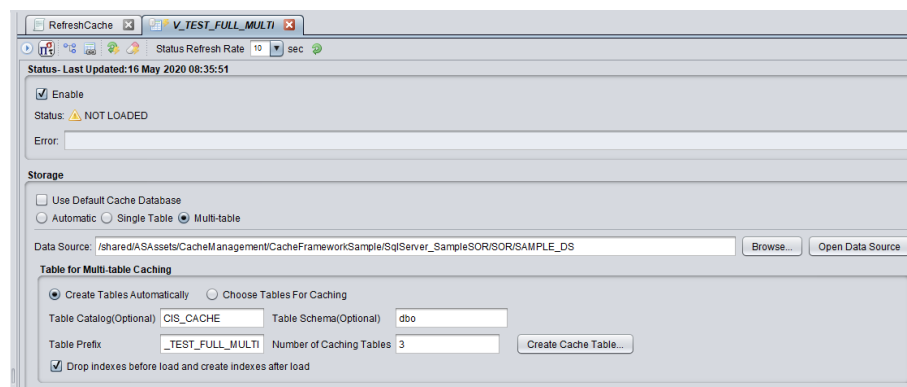 RefreshCache V_TEST_FULL_MULTI
Status Refresh Rate 10 sec
Status- Last Updated:16 May 2020 08:35:51
Enable
Status: NOT LOADED
Error:
Storage
Use Default Cache Database
Automatic Single Table Multi-table
Data Source: /shared/ASAssets/CacheManagement/CacheFrameworkSample/SqlServer_SampleSOR/SOR/SAMPLE_DS Browse... Open Data Source
Table for Multi-table Caching
Create Tables Automatically Choose Tables For Caching
Table Catalog(Optional) CIS_CACHE Table Schema(Optional) dbo
Table Prefix _TEST_FULL_MULTI Number of Caching Tables 3 Create Cache Table...
Drop indexes before load and create indexes after load